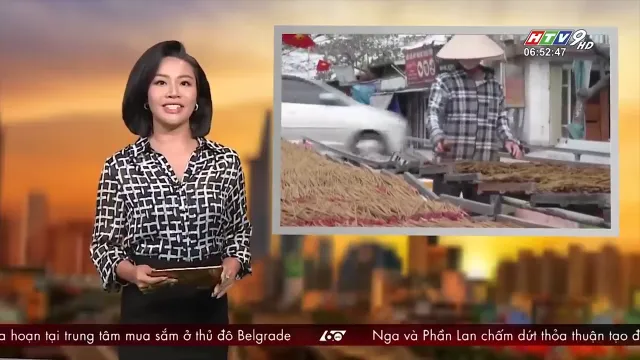 HTV9 HD
06:52:47
a hoạn tại trung tâm mua sắm ở thủ đô Belgrade 60 Nga và Phần Lan chấm dứt thỏa thuận tạo đ